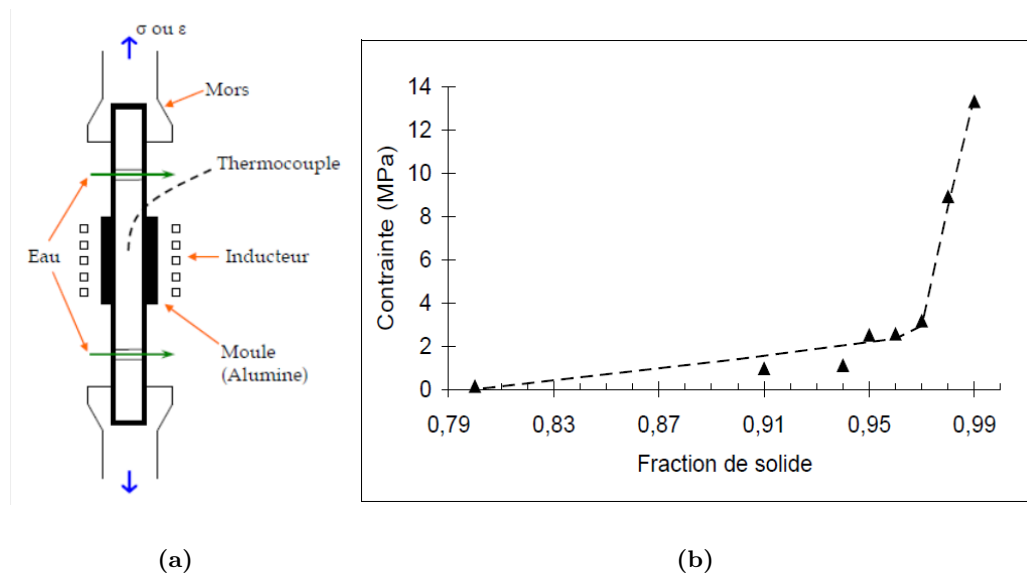 σ ou ε
Mors
Thermocouple
Eau
Inducteur
Moule
(Alumine)
(a)
Contrainte (MPa)
14
12
10
8
6
4
2
0
0,79 0,83 0,87 0,91 0,95 0,99
Fraction de solide
(b)